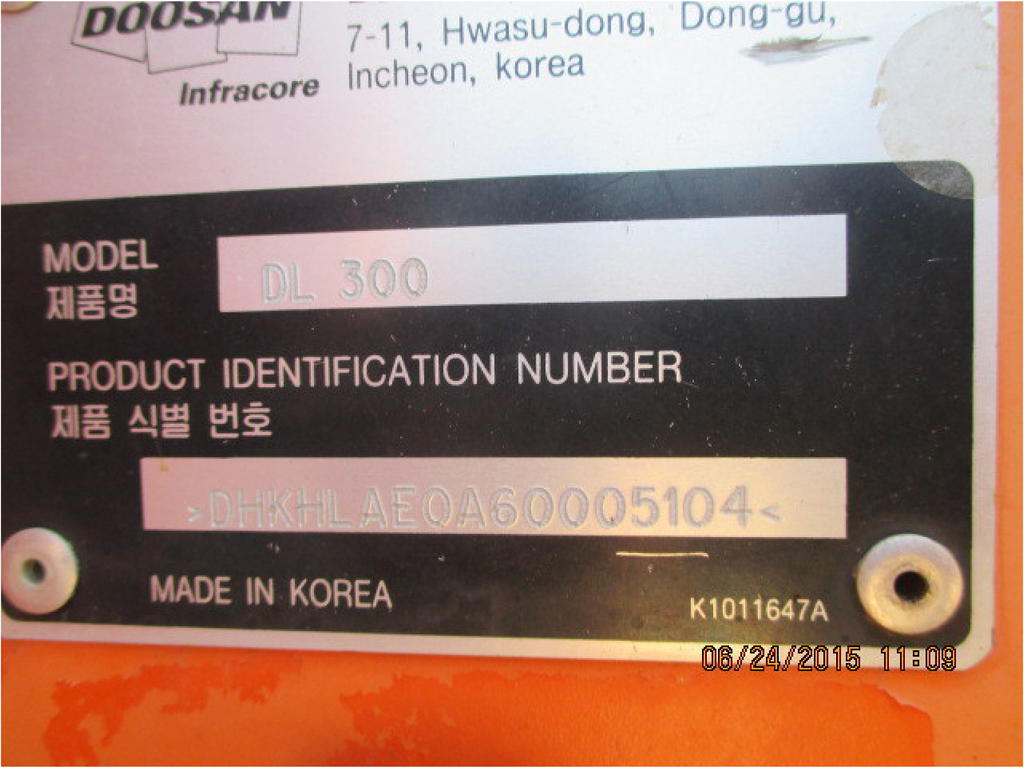 DOOSAN
Infracore
7-11, Hwasu-dong, Dong-gu,
Incheon, korea
MODEL
제품명
DL 300
PRODUCT IDENTIFICATION NUMBER
제품 식별 번호
>DHKHLAEOA60005104<
MADE IN KOREA
K1011647A
06/24/2015 11:09